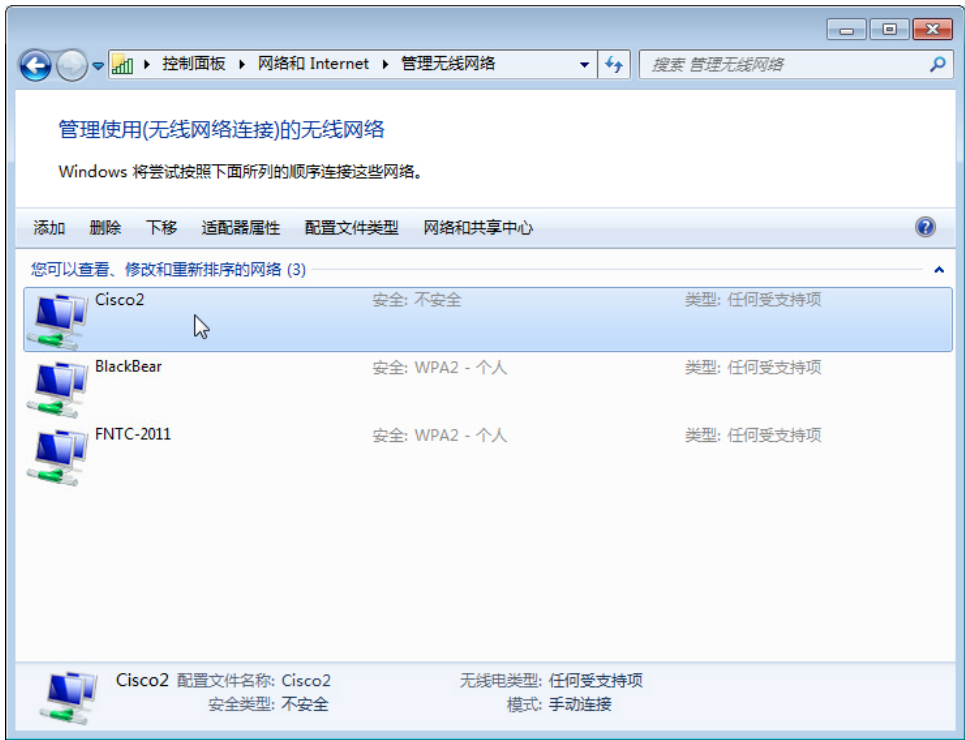 控制面板 网络和 Internet 管理无线网络 搜索 管理无线网络
管理使用(无线网络连接)的无线网络
Windows 将尝试按照下面所列的顺序连接这些网络。
添加 删除 下移 适配器属性 配置文件类型 网络和共享中心
您可以查看、修改和重新排序的网络 (3)
Cisco2 安全: 不安全 类型: 任何受支持项
BlackBear 安全: WPA2 - 个人 类型: 任何受支持项
FNTC-2011 安全: WPA2 - 个人 类型: 任何受支持项
Cisco2 配置文件名称: Cisco2 无线电类型: 任何受支持项
安全类型: 不安全 模式: 手动连接